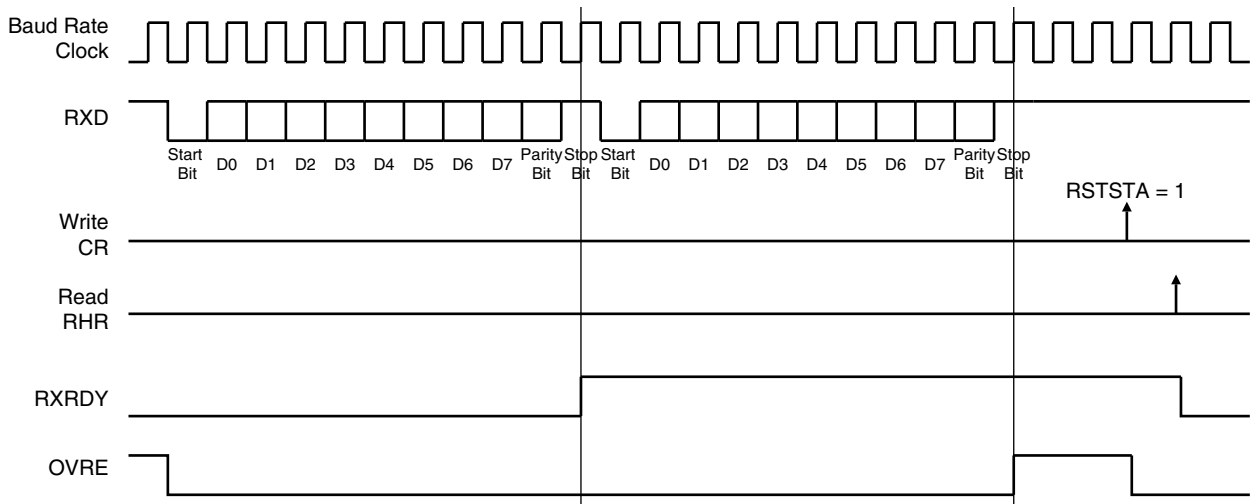 Baud Rate
Clock
RXD
Start
Bit
D0 D1 D2 D3 D4 D5 D6 D7
Parity
Bit
Stop
Bit
Start
Bit
D0 D1 D2 D3 D4 D5 D6 D7
Parity
Bit
Stop
Bit
RSTSTA = 1
Write
CR
Read
RHR
RXRDY
OVRE